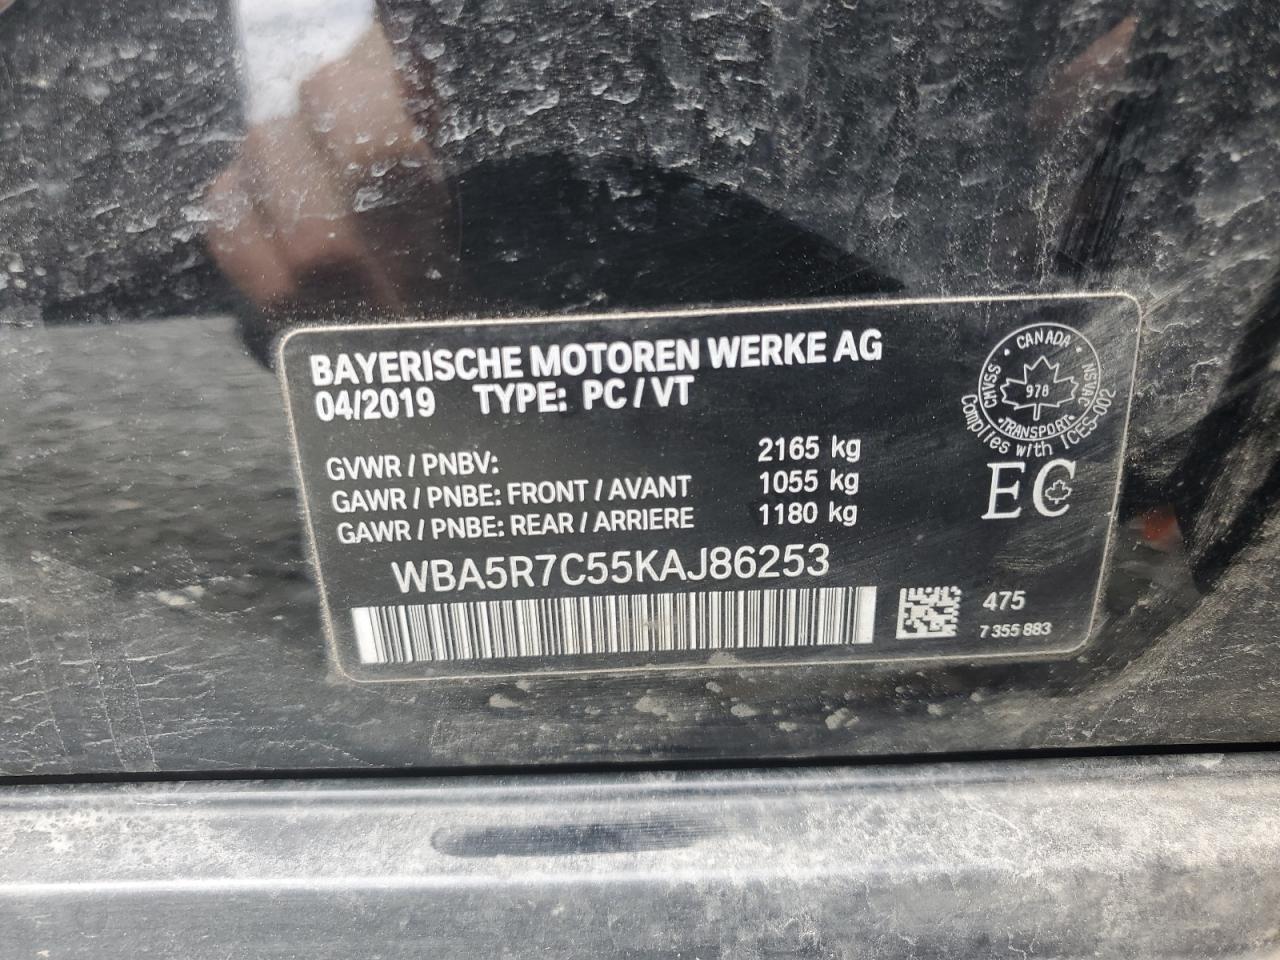 BAYERISCHE MOTOREN WERKE AG
04/2019 TYPE: PC / VT
GVWR / PNBV: 2165 kg
GAWR / PNBE: FRONT / AVANT 1055 kg
GAWR / PNBE: REAR / ARRIERE 1180 kg
WBA5R7C55KAJ86253
CANADA
CMVSS
NSVAC
978
TRANSPORT
Complies with ICES-002
EC
475
7 355 883